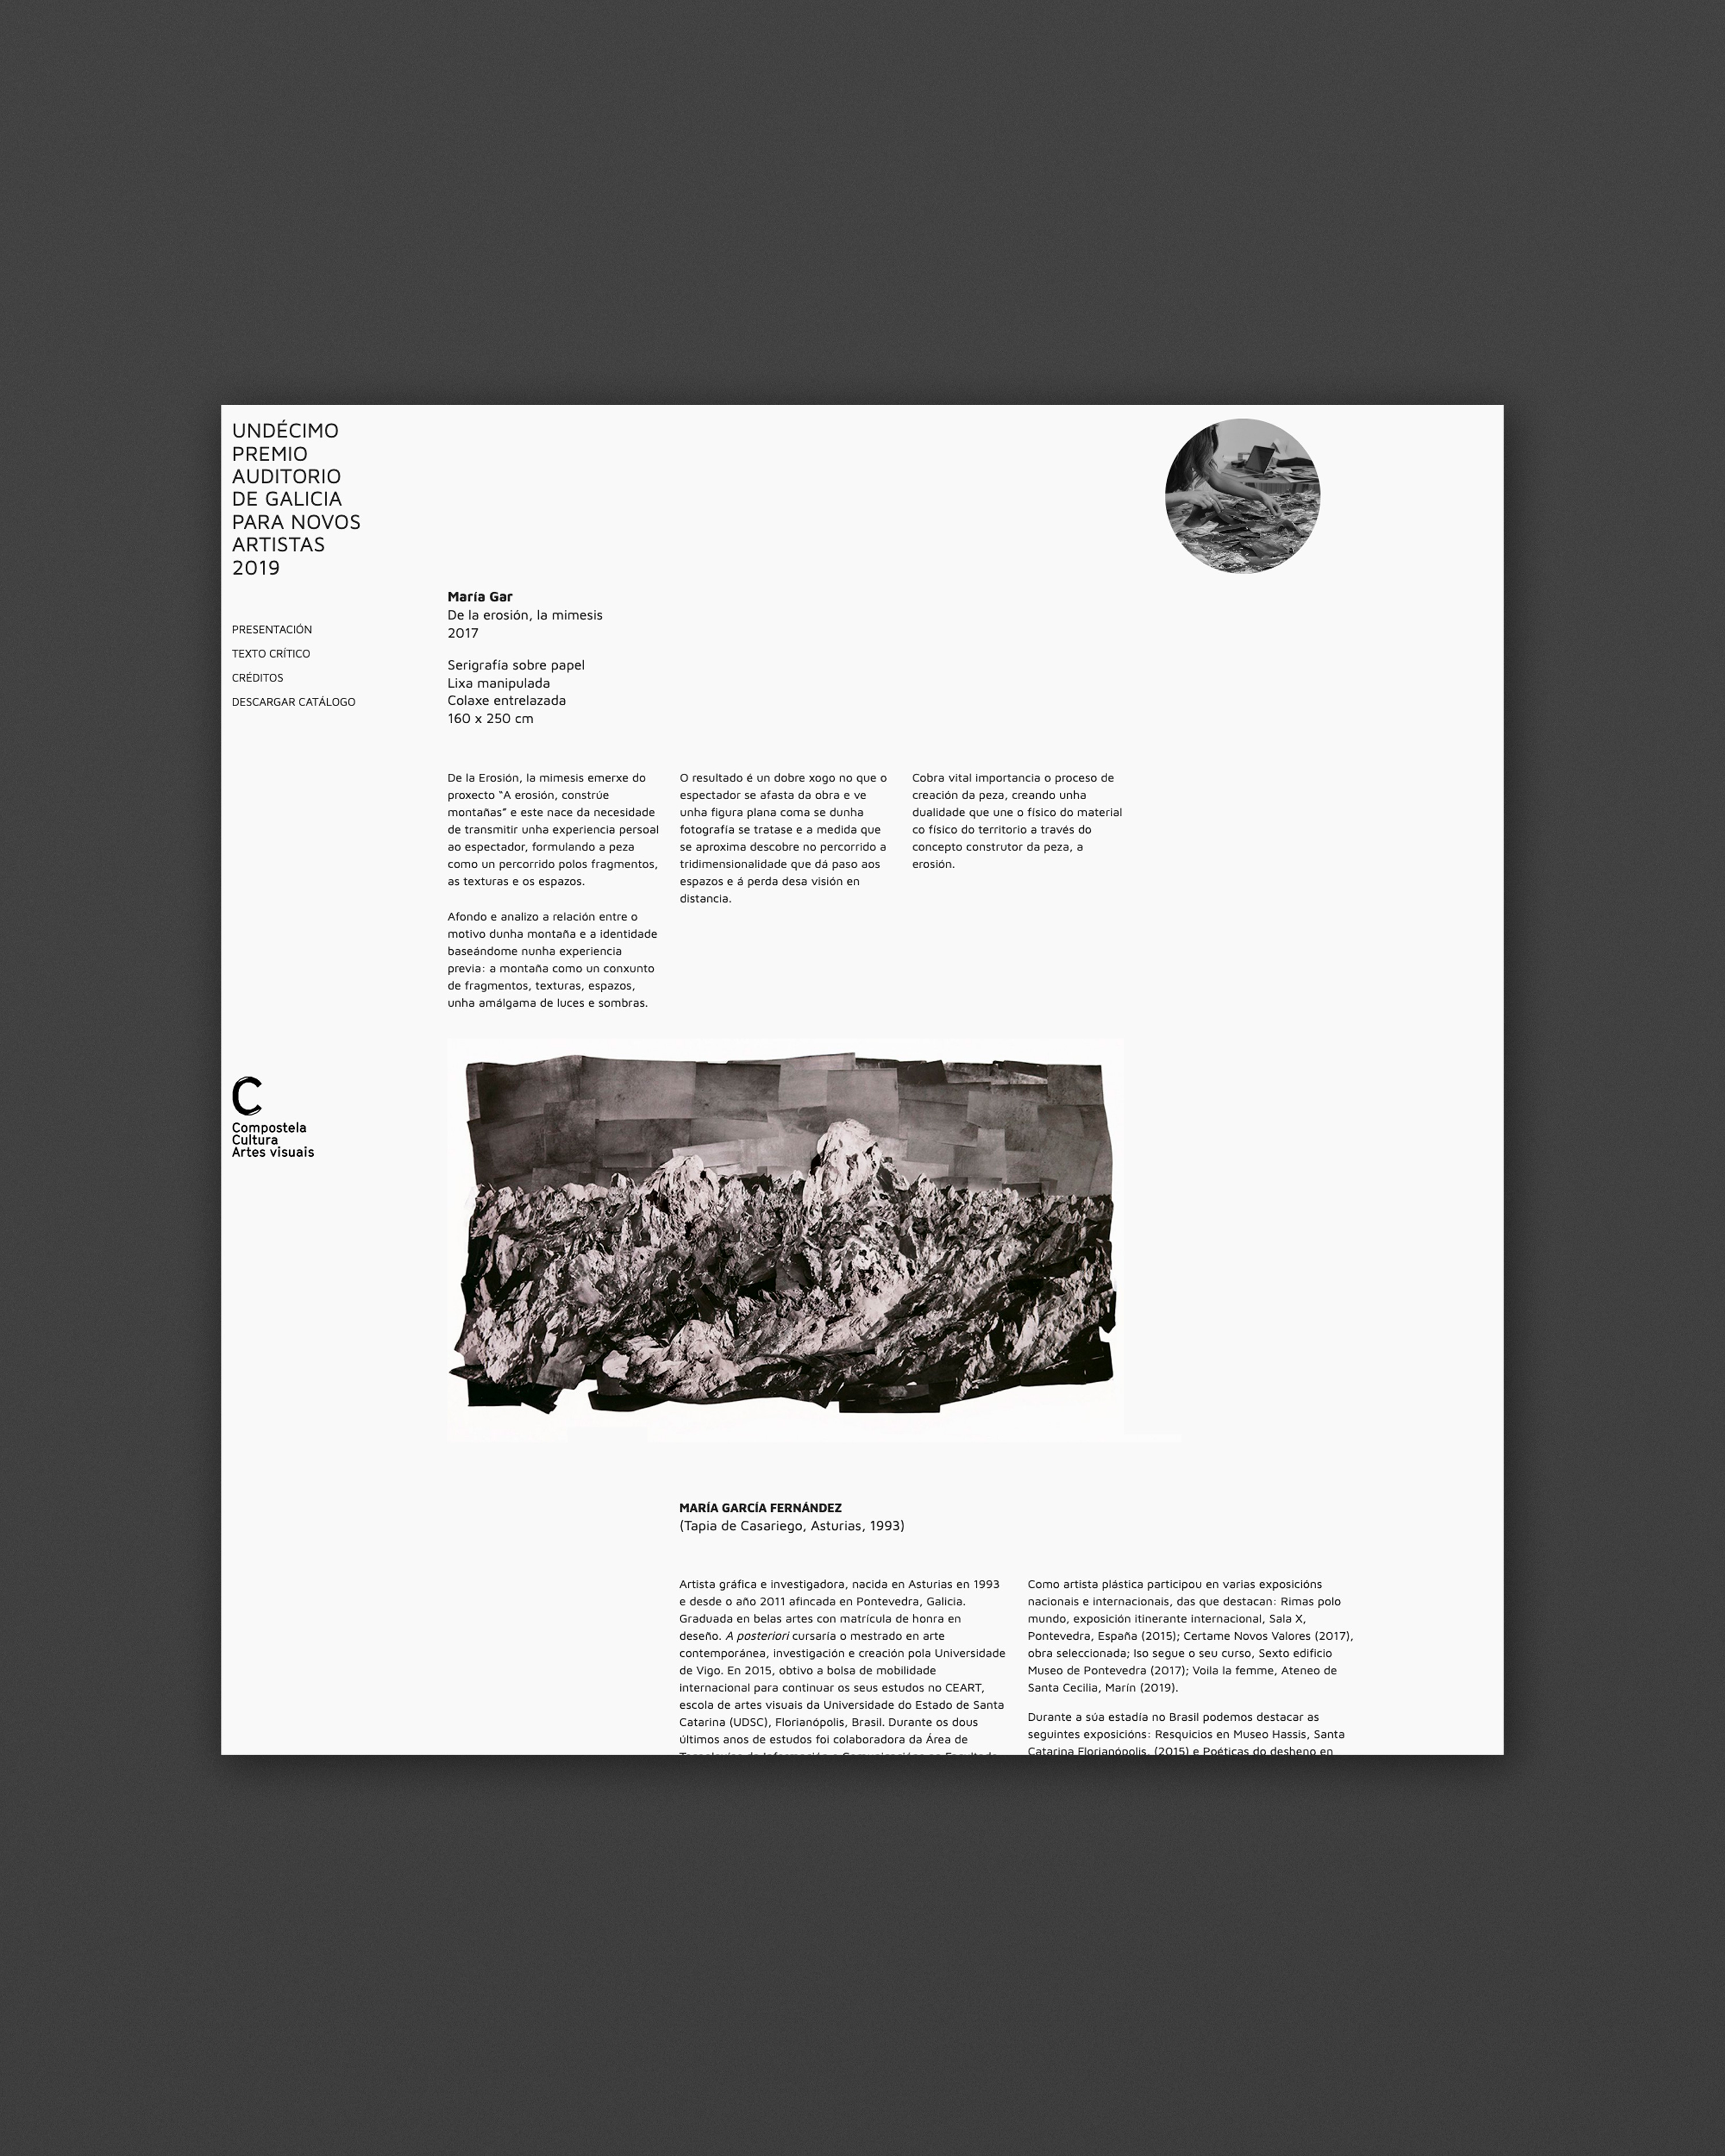 UNDÉCIMO
PREMIO
AUDITORIO
DE GALICIA
PARA NOVOS
ARTISTAS
2019
PRESENTACIÓN
TEXTO CRÍTICO
CRÉDITOS
DESCARGAR CATÁLOGO
C
Compostela
Cultura
Artes visuais
María Gar
De la erosión, la mimesis
2017
Serigrafía sobre papel
Lixa manipulada
Colaxe entrelazada
160 x 250 cm
De la Erosión, la mimesis emerxe do
proxecto “A erosión, constrúe
montañas” e este nace da necesidade
de transmitir unha experiencia persoal
ao espectador, formulando a peza
como un percorrido polos fragmentos,
as texturas e os espazos.
Afondo e analizo a relación entre o
motivo dunha montaña e a identidade
baseándome nunha experiencia
previa: a montaña como un conxunto
de fragmentos, texturas, espazos,
unha amálgama de luces e sombras.
O resultado é un dobre xogo no que o
espectador se afasta da obra e ve
unha figura plana coma se dunha
fotografía se tratase e a medida que
se aproxima descobre no percorrido a
tridimensionalidade que dá paso aos
espazos e á perda desa visión en
distancia.
Cobra vital importancia o proceso de
creación da peza, creando unha
dualidade que une o físico do material
co físico do territorio a través do
concepto construtor da peza, a
erosión.
MARÍA GARCÍA FERNÁNDEZ
(Tapia de Casariego, Asturias, 1993)
Artista gráfica e investigadora, nacida en Asturias en 1993
e desde o año 2011 afincada en Pontevedra, Galicia.
Graduada en belas artes con matrícula de honra en
deseño. A posteriori cursaría o mestrado en arte
contemporánea, investigación e creación pola Universidade
de Vigo. En 2015, obtivo a bolsa de mobilidade
internacional para continuar os seus estudos no CEART,
escola de artes visuais da Universidade do Estado de Santa
Catarina (UDSC), Florianópolis, Brasil. Durante os dous
últimos anos de estudos foi colaboradora da Área de
Como artista plástica participou en varias exposicións
nacionais e internacionais, das que destacan: Rimas polo
mundo, exposición itinerante internacional, Sala X,
Pontevedra, España (2015); Certame Novos Valores (2017),
obra seleccionada; Iso segue o seu curso, Sexto edificio
Museo de Pontevedra (2017); Voila la femme, Ateneo de
Santa Cecilia, Marín (2019).
Durante a súa estadía no Brasil podemos destacar as
seguintes exposicións: Resquicios en Museo Hassis, Santa
Catarina Florianópolis, (2015) e Poéticas do desheno en